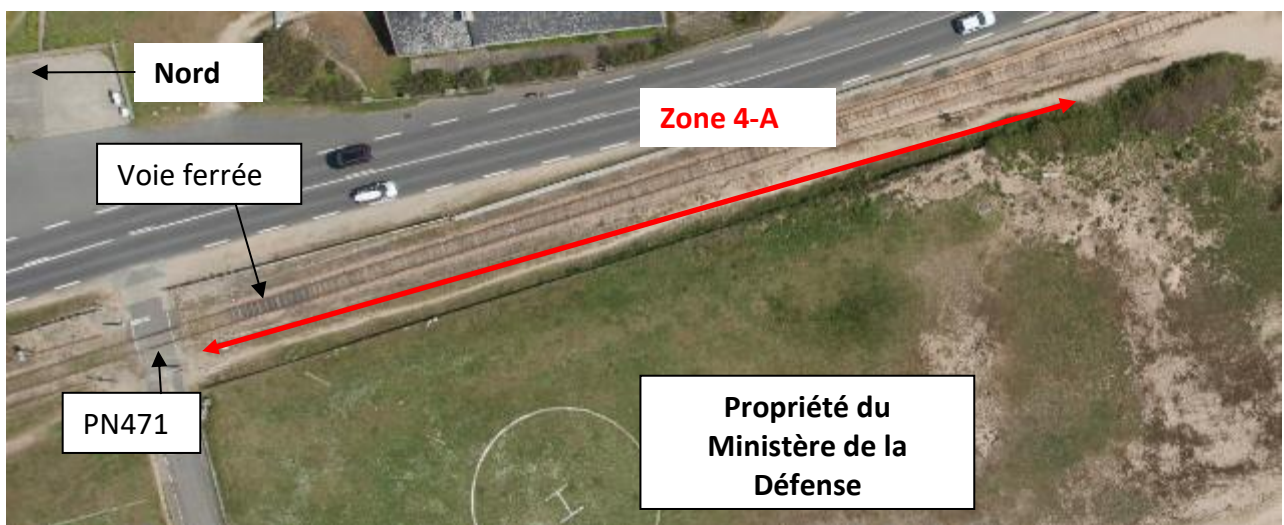 Nord
Zone 4-A
Voie ferrée
PN471
Propriété du
Ministère de la
Défense
H